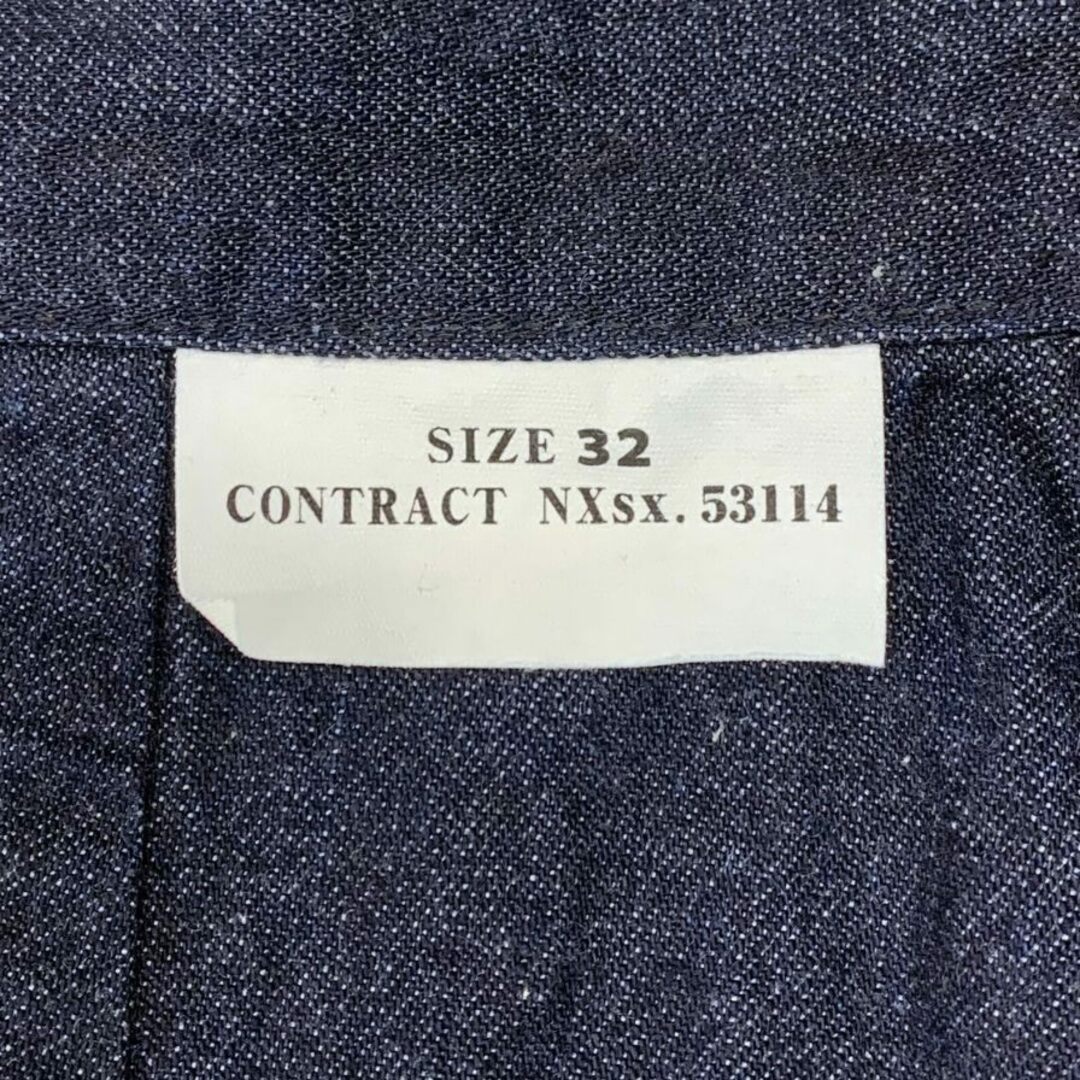 SIZE 32
CONTRACT NXsx. 53114